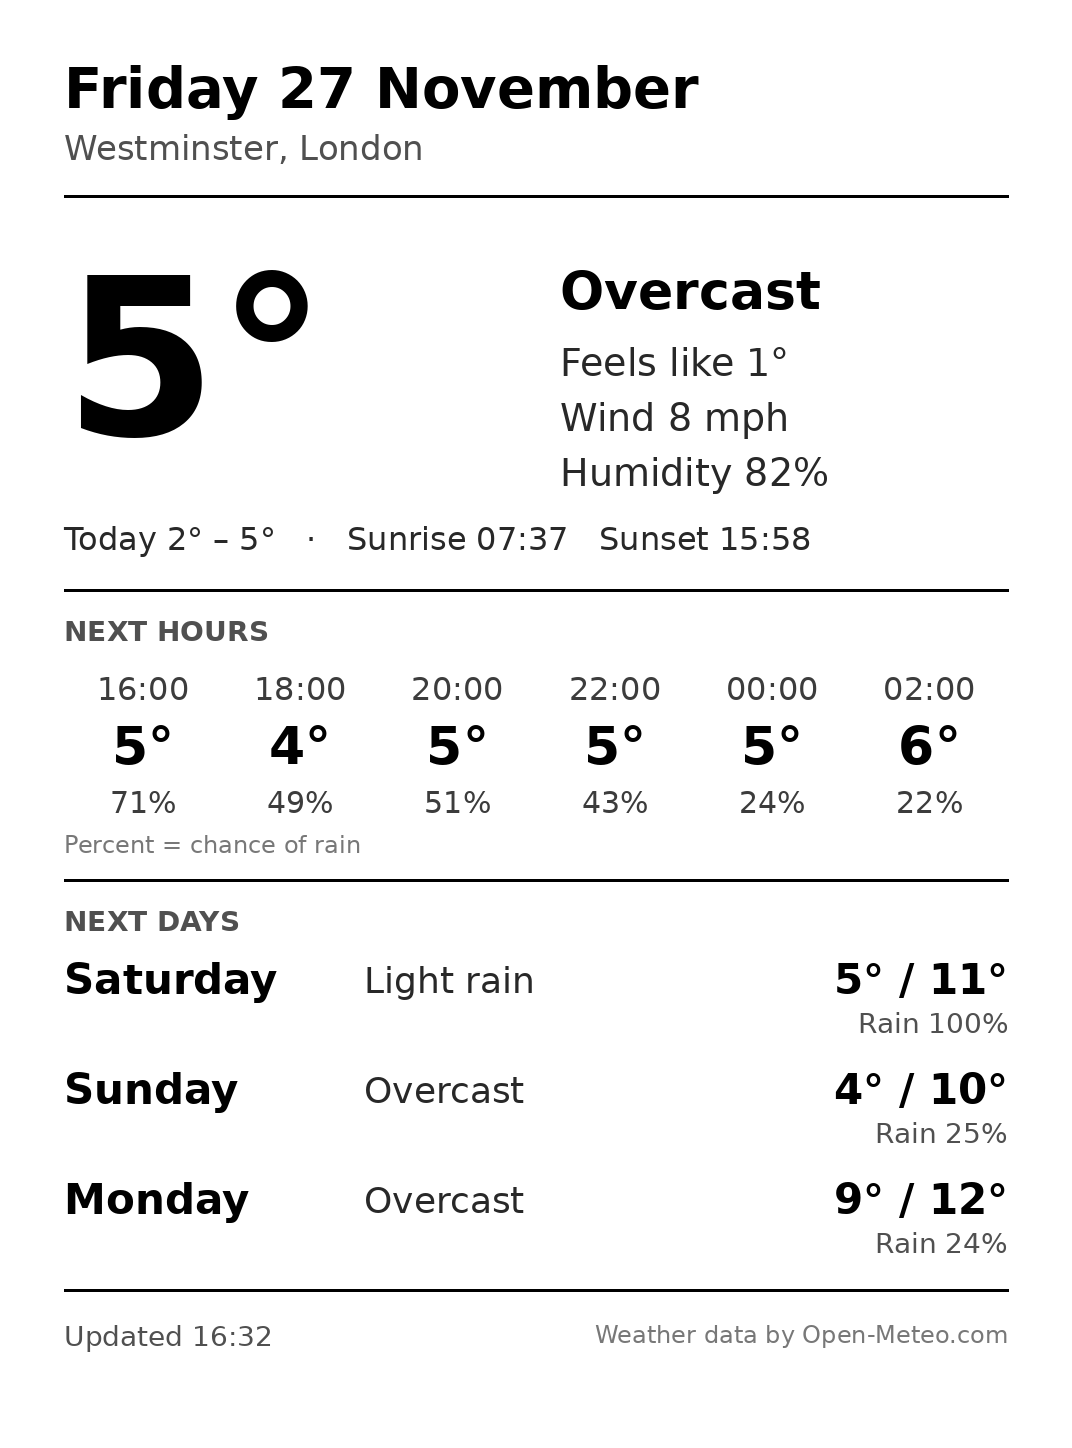 Friday 27 November
Westminster, London
5°
Overcast
Feels like 1°
Wind 8 mph
Humidity 82%
Today 2° – 5° · Sunrise 07:37 Sunset 15:58
NEXT HOURS
16:00 18:00 20:00 22:00 00:00 02:00
5° 4° 5° 5° 5° 6°
71% 49% 51% 43% 24% 22%
Percent = chance of rain
NEXT DAYS
Saturday Light rain 5° / 11°
Rain 100%
Sunday Overcast 4° / 10°
Rain 25%
Monday Overcast 9° / 12°
Rain 24%
Updated 16:32 Weather data by Open-Meteo.com